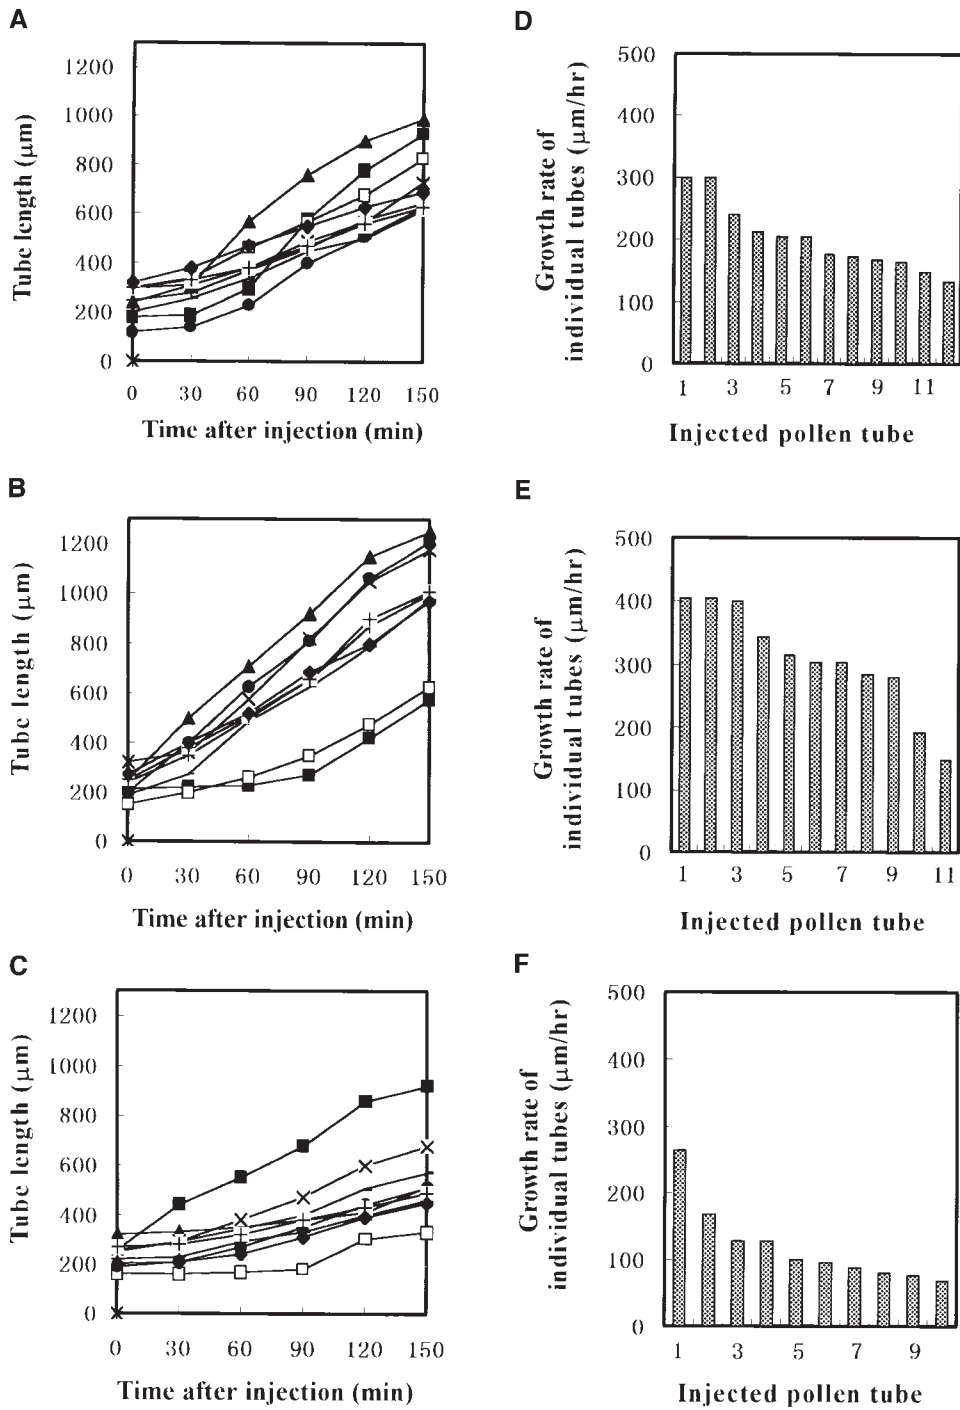 A
Tube length (μm)
1200
1000
800
600
400
200
0
0 30 60 90 120 150
Time after injection (min)
D
Growth rate of
individual tubes (μm/hr)
500
400
300
200
100
0
1 3 5 7 9 11
Injected pollen tube
B
Tube length (μm)
1200
1000
800
600
400
200
0
0 30 60 90 120 150
Time after injection (min)
E
Growth rate of
individual tubes (μm/hr)
500
400
300
200
100
0
1 3 5 7 9 11
Injected pollen tube
C
Tube length (μm)
1200
1000
800
600
400
200
0
0 30 60 90 120 150
Time after injection (min)
F
Growth rate of
individual tubes (μm/hr)
500
400
300
200
100
0
1 3 5 7 9
Injected pollen tube